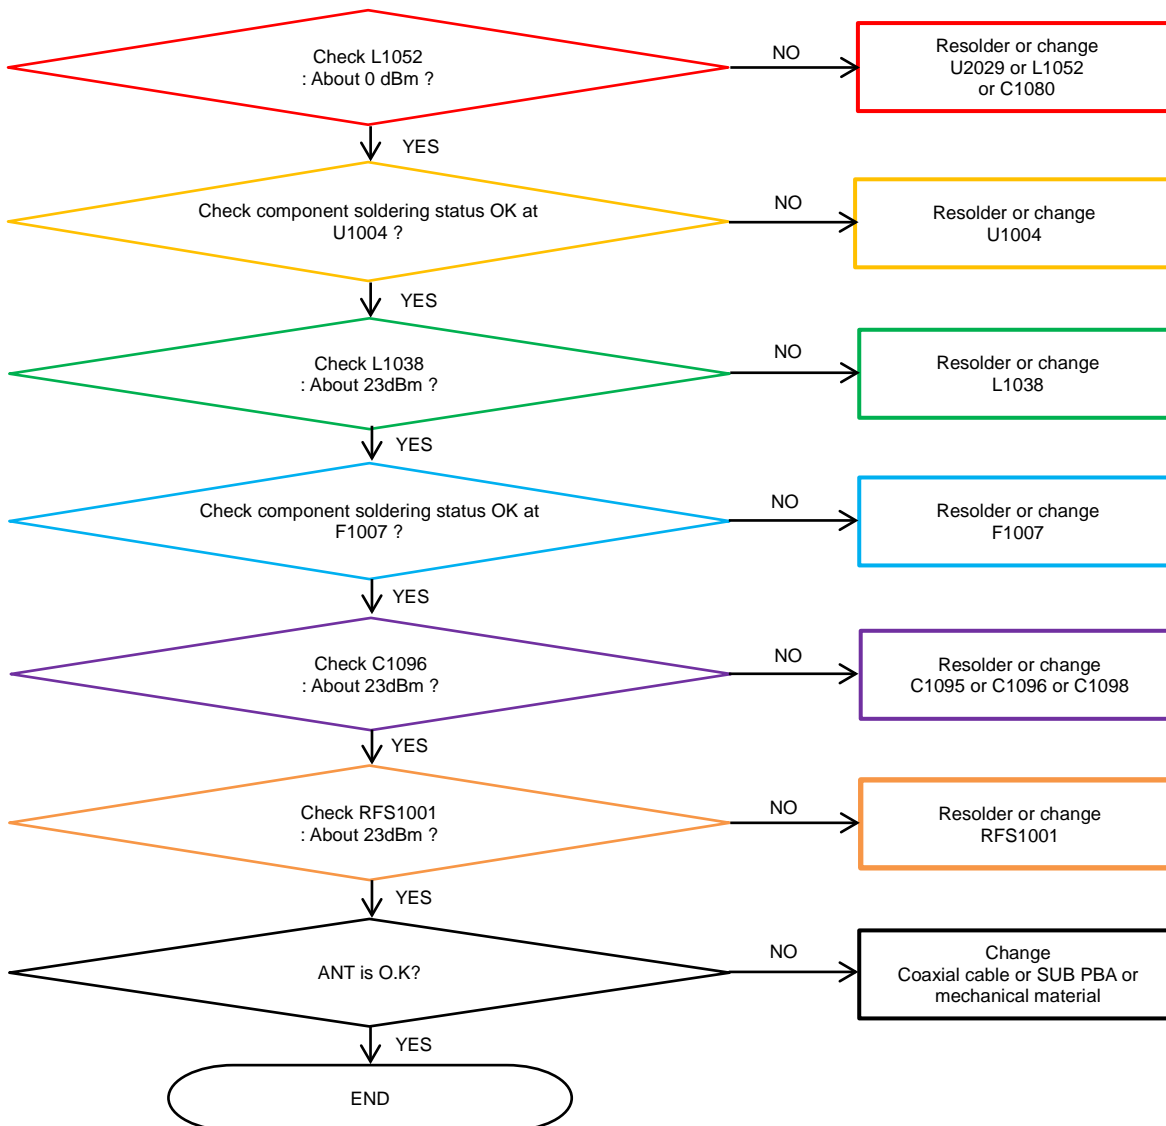 Check L1052
: About 0 dBm ?
NO
Resolder or change
U2029 or L1052
or C1080
YES
Check component soldering status OK at
U1004 ?
NO
Resolder or change
U1004
YES
Check L1038
: About 23dBm ?
NO
Resolder or change
L1038
YES
Check component soldering status OK at
F1007 ?
NO
Resolder or change
F1007
YES
Check C1096
: About 23dBm ?
NO
Resolder or change
C1095 or C1096 or C1098
YES
Check RFS1001
: About 23dBm ?
NO
Resolder or change
RFS1001
YES
ANT is O.K?
NO
Change
Coaxial cable or SUB PBA or
mechanical material
YES
END